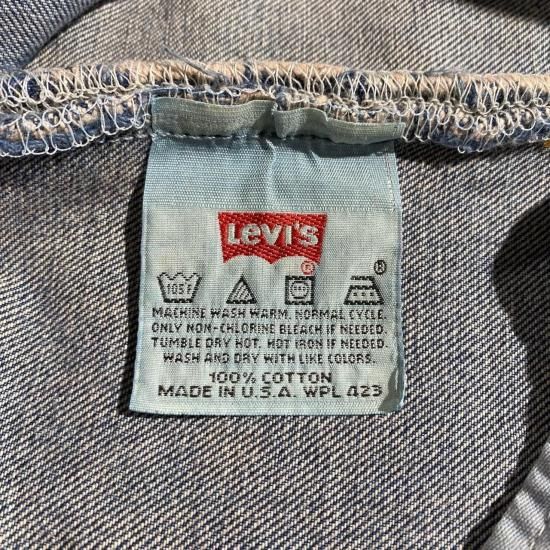 LEVI'S
®
105F ®
MACHINE WASH WARM. NORMAL CYCLE.
ONLY NON-CHLORINE BLEACH IF NEEDED.
TUMBLE DRY HOT. HOT IRON IF NEEDED.
WASH AND DRY WITH LIKE COLORS.
100% COTTON
MADE IN U.S.A. WPL 423